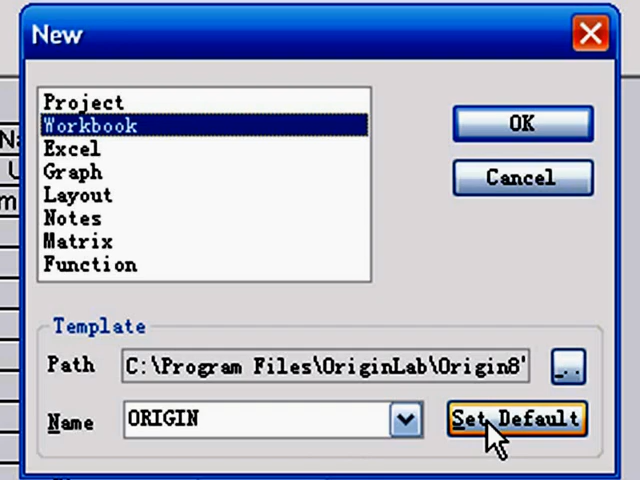 New
Project
Workbook
Excel
Graph
Layout
Notes
Matrix
Function
OK
Cancel
Template
Path C:\Program Files\OriginLab\Origin8
...
Name ORIGIN
Set Default